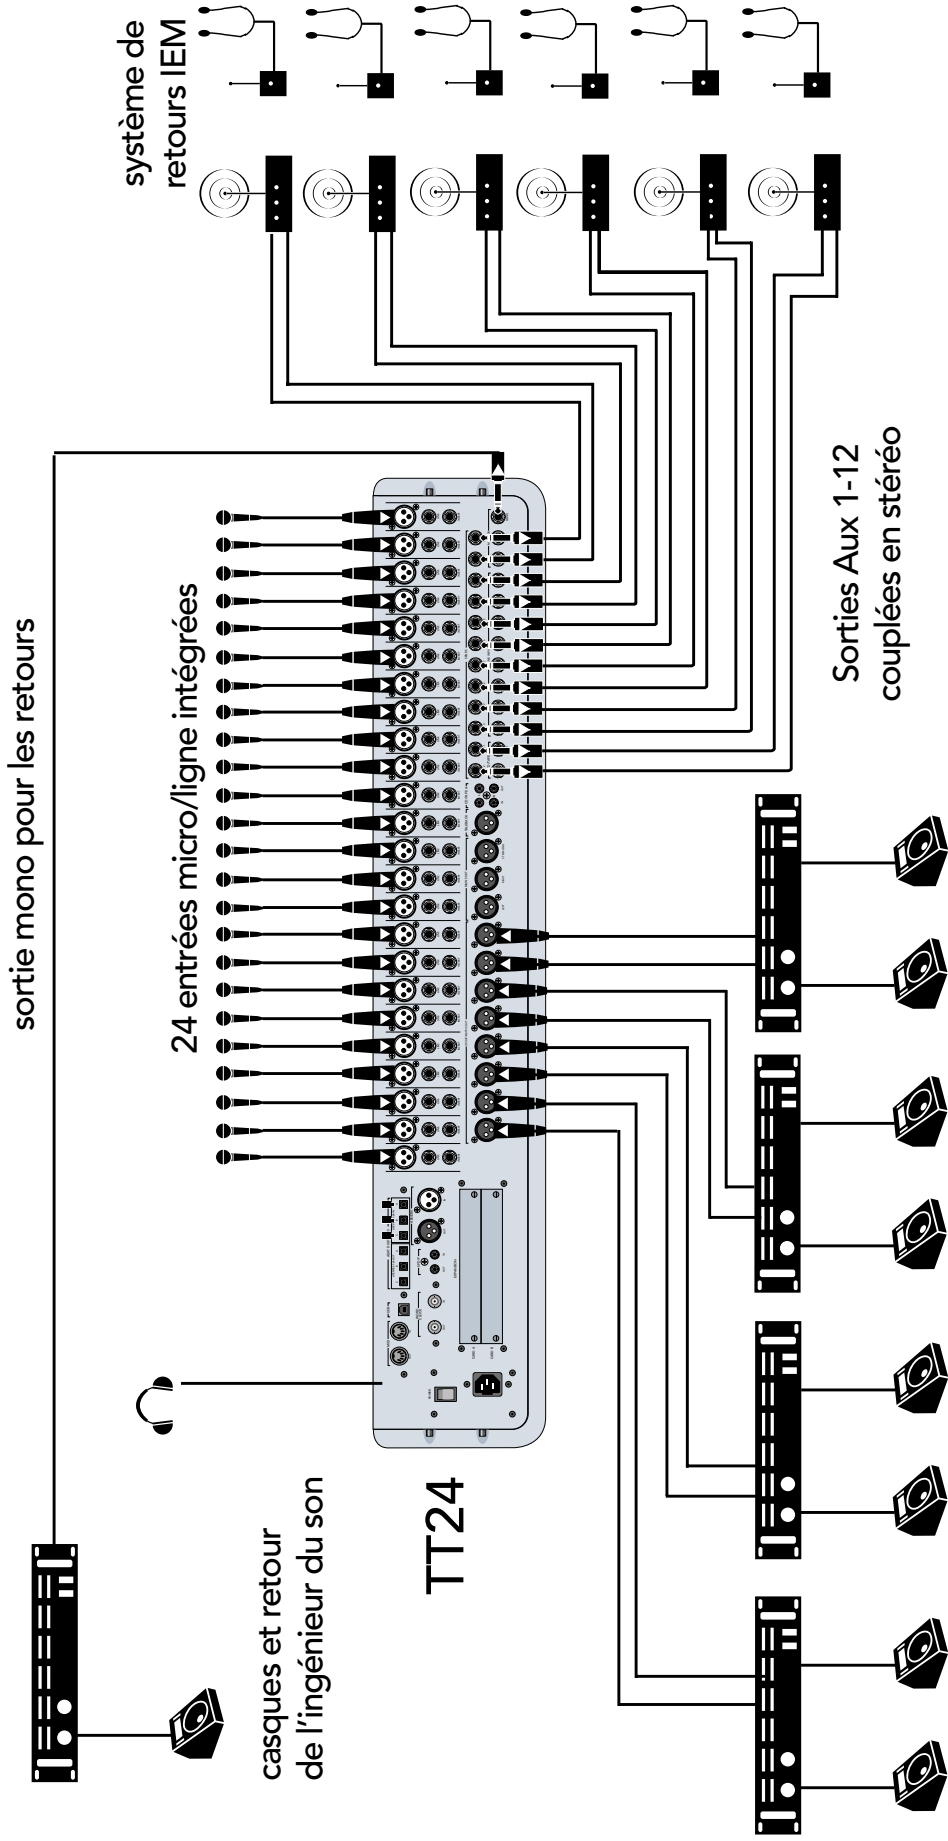 sortie mono pour les retours
système de
retours IEM
24 entrées micro/ligne intégrées
Sorties Aux 1-12
couplées en stéréo
casques et retour
de l'ingénieur du son
TT24